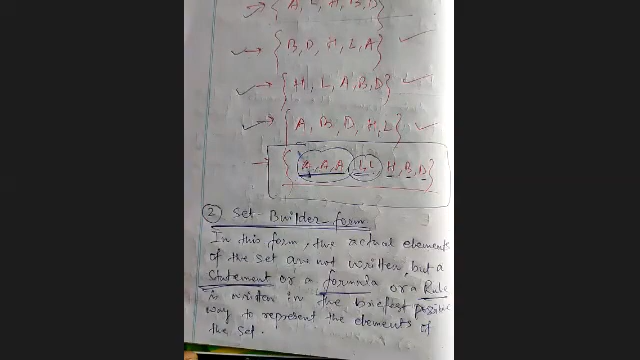 { A, L, H, B, D }
{ B, D, H, L, A }
{ H, L, A, B, D }
{ A, B, D, H, L }
{ A, A, A, L, L, H, B, D }
② Set-Builder-form
In this form, the actual elements
of the set are not written, but a
Statement or a formula or a Rule
is written in the briefest possible
way to represent the elements of
the set.